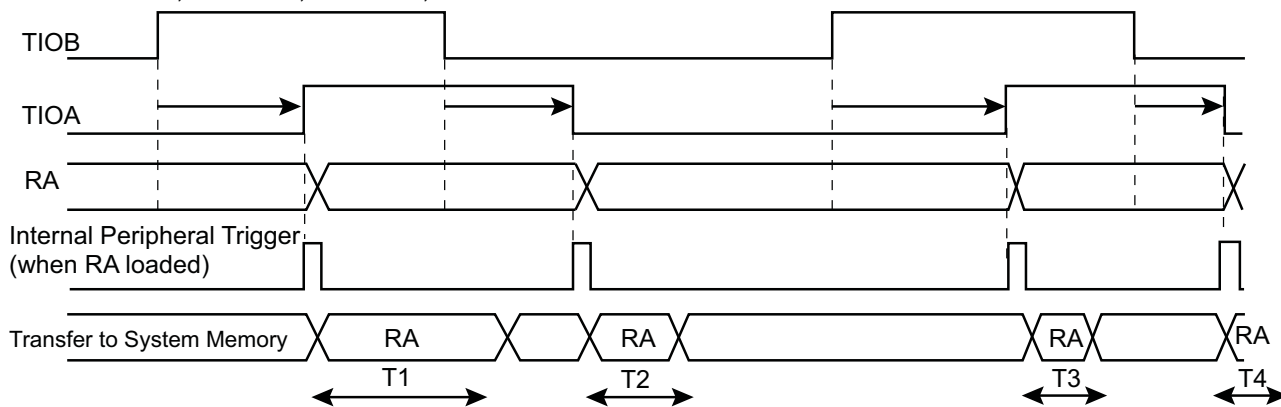 TIOB
TIOA
RA
Internal Peripheral Trigger
(when RA loaded)
Transfer to System Memory RA RA RA RA
T1 T2 T3 T4